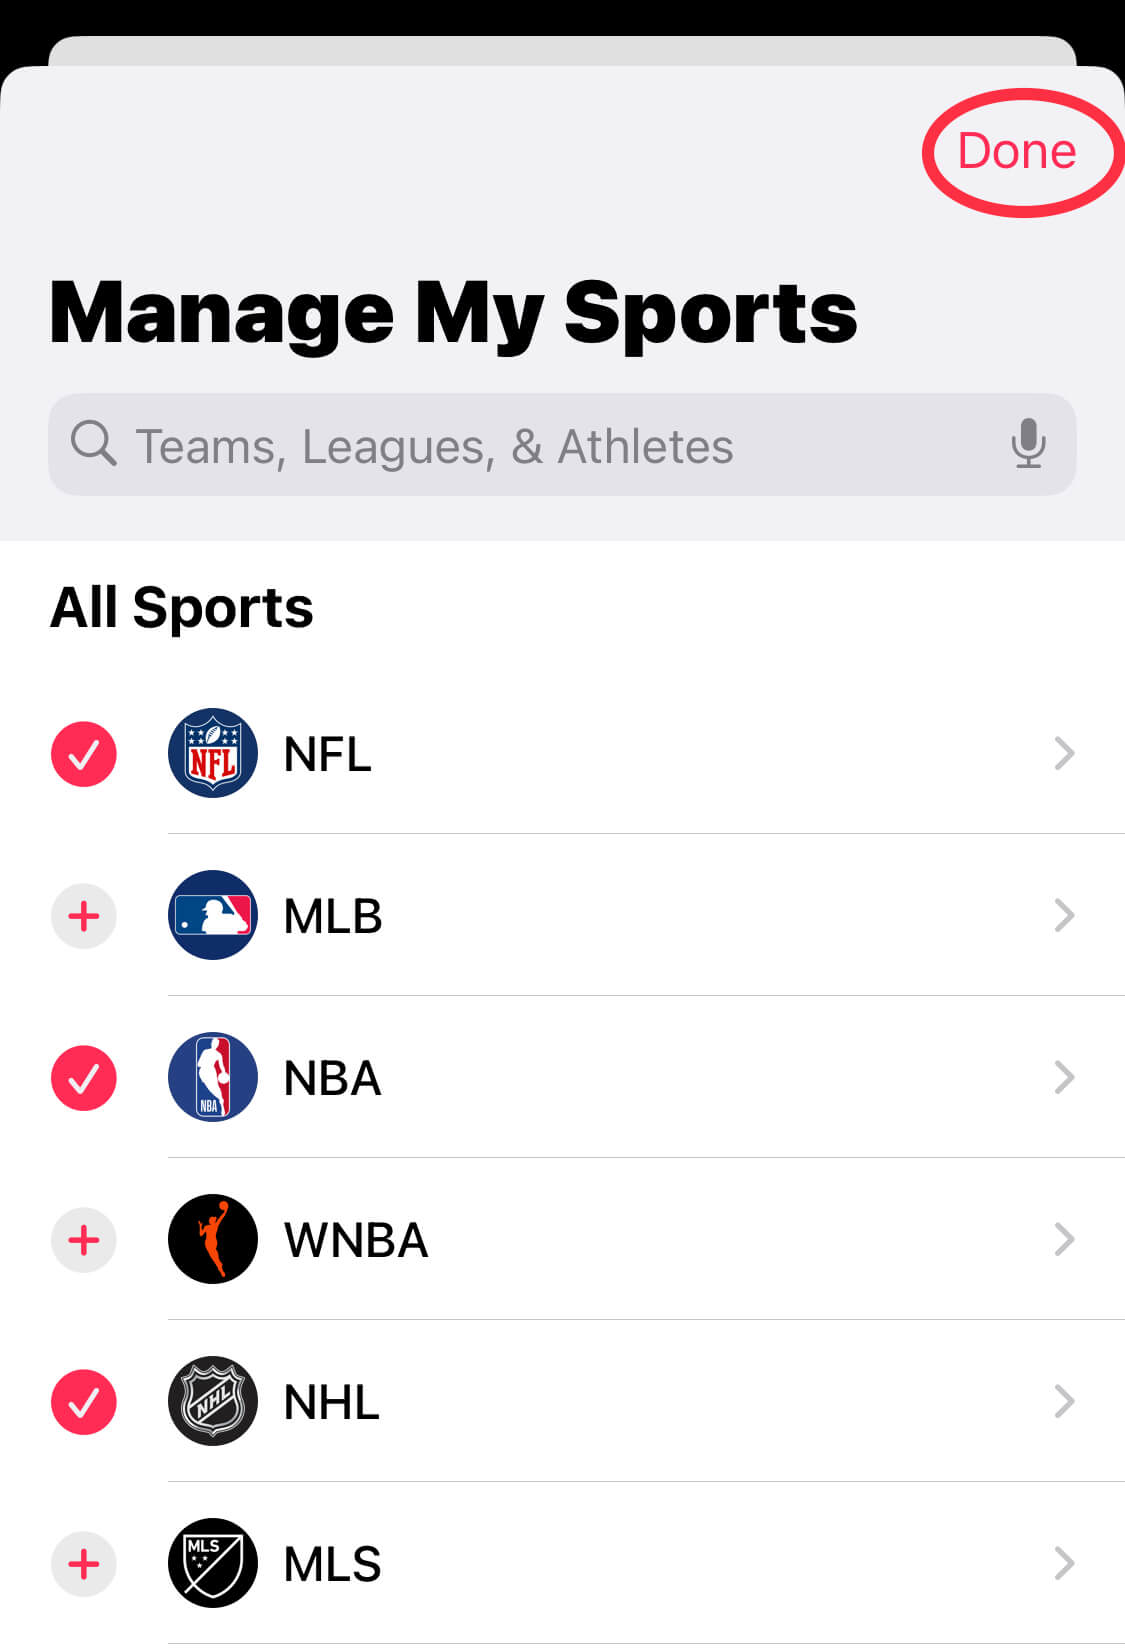 Done
Manage My Sports
Teams, Leagues, & Athletes
All Sports
NFL NFL
MLB
NBA NBA
WNBA
NHL NHL
MLS MLS